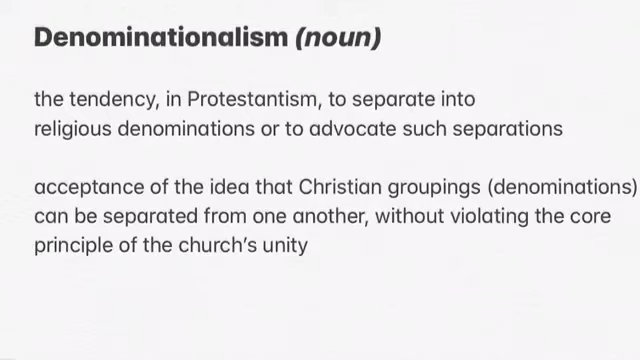 Denominationalism (noun)
the tendency, in Protestantism, to separate into
religious denominations or to advocate such separations
acceptance of the idea that Christian groupings (denominations)
can be separated from one another, without violating the core
principle of the church's unity